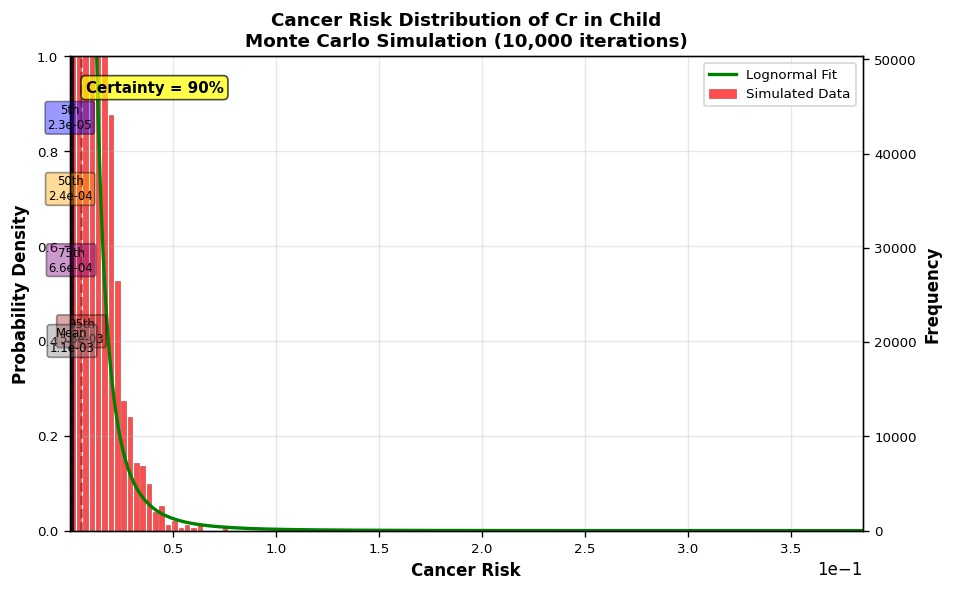 Cancer Risk Distribution of Cr in Child
Monte Carlo Simulation (10,000 iterations)
1.0
0.8
0.6
0.4
0.2
0.0
Probability Density
Certainty = 90%
5th
2.3e-05
50th
2.4e-04
75th
6.6e-04
95th
Mean
1.1e-03
Lognormal Fit
Simulated Data
50000
40000
30000
20000
10000
0
Frequency
0.5
1.0
1.5
2.0
2.5
3.0
3.5
1e−1
Cancer Risk